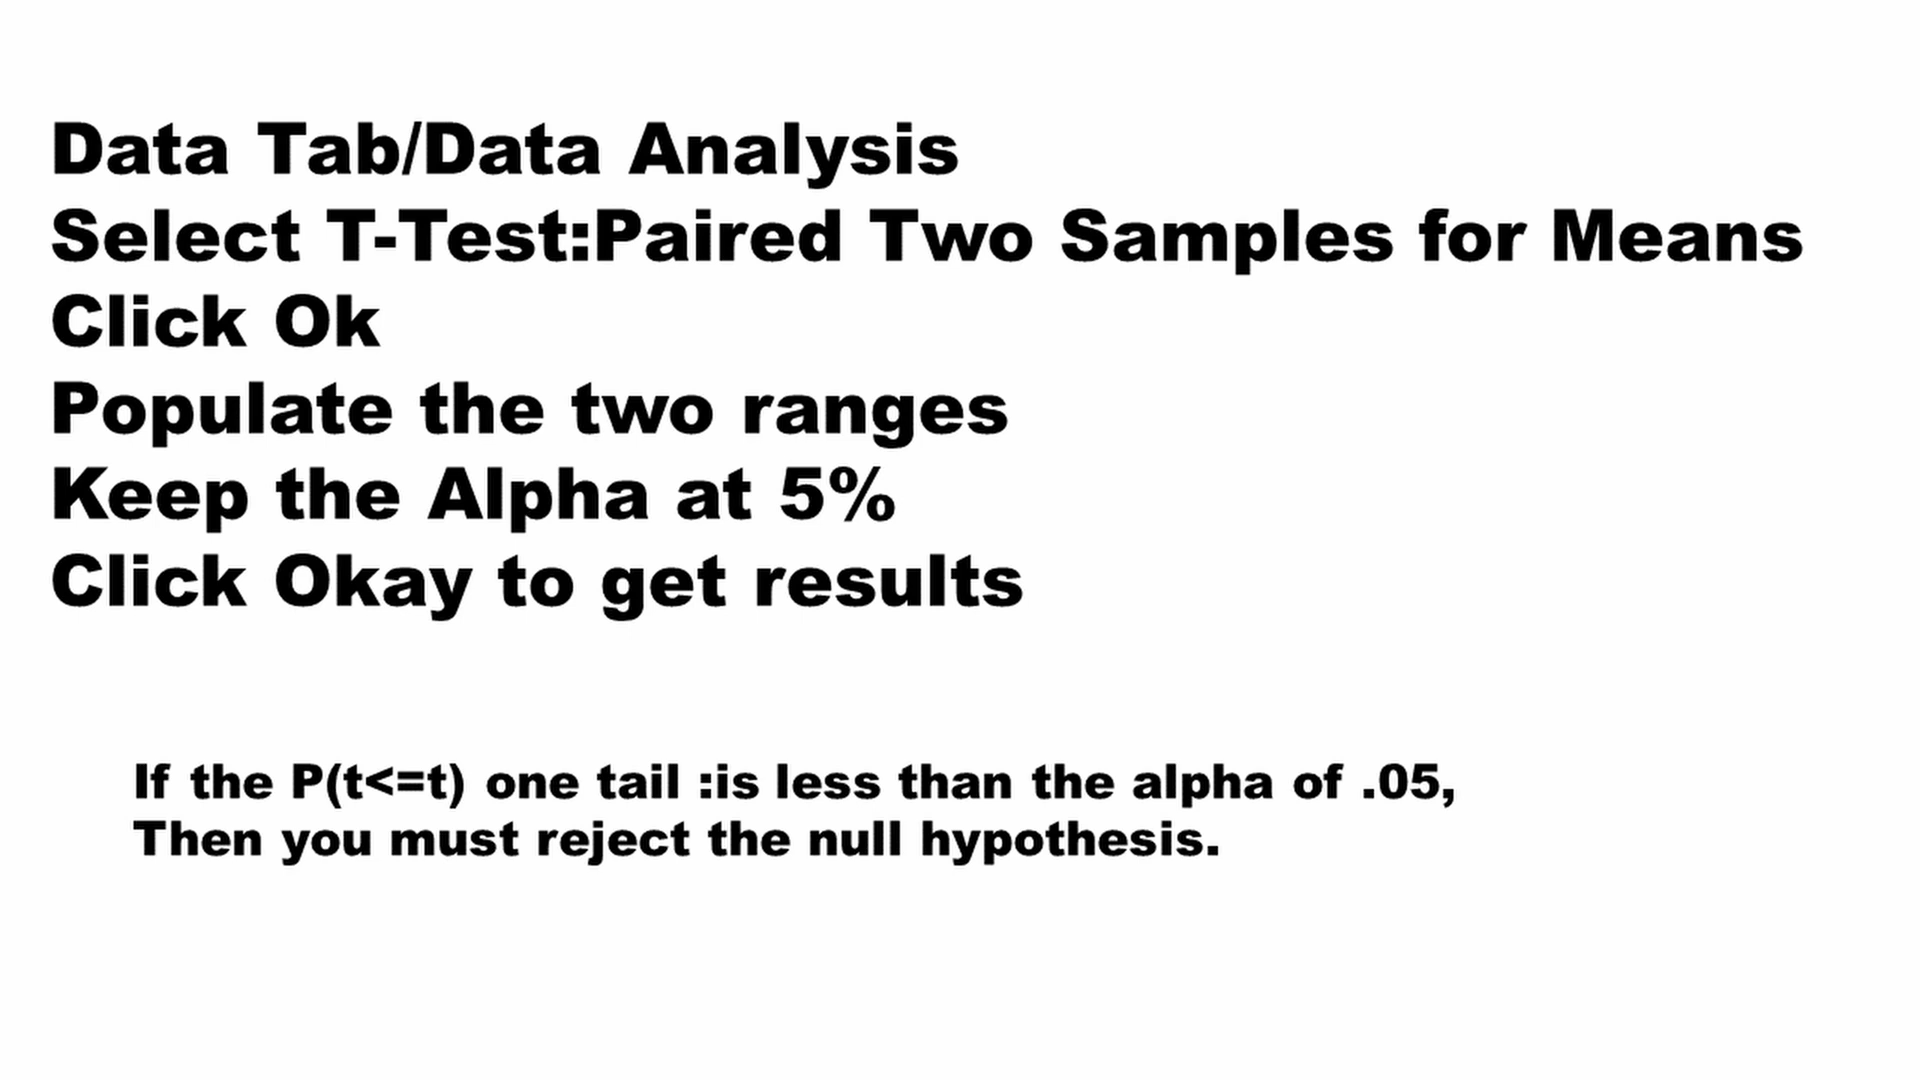 Data Tab/Data Analysis
Select T-Test:Paired Two Samples for Means
Click Ok
Populate the two ranges
Keep the Alpha at 5%
Click Okay to get results
If the P(t<=t) one tail :is less than the alpha of .05,
Then you must reject the null hypothesis.